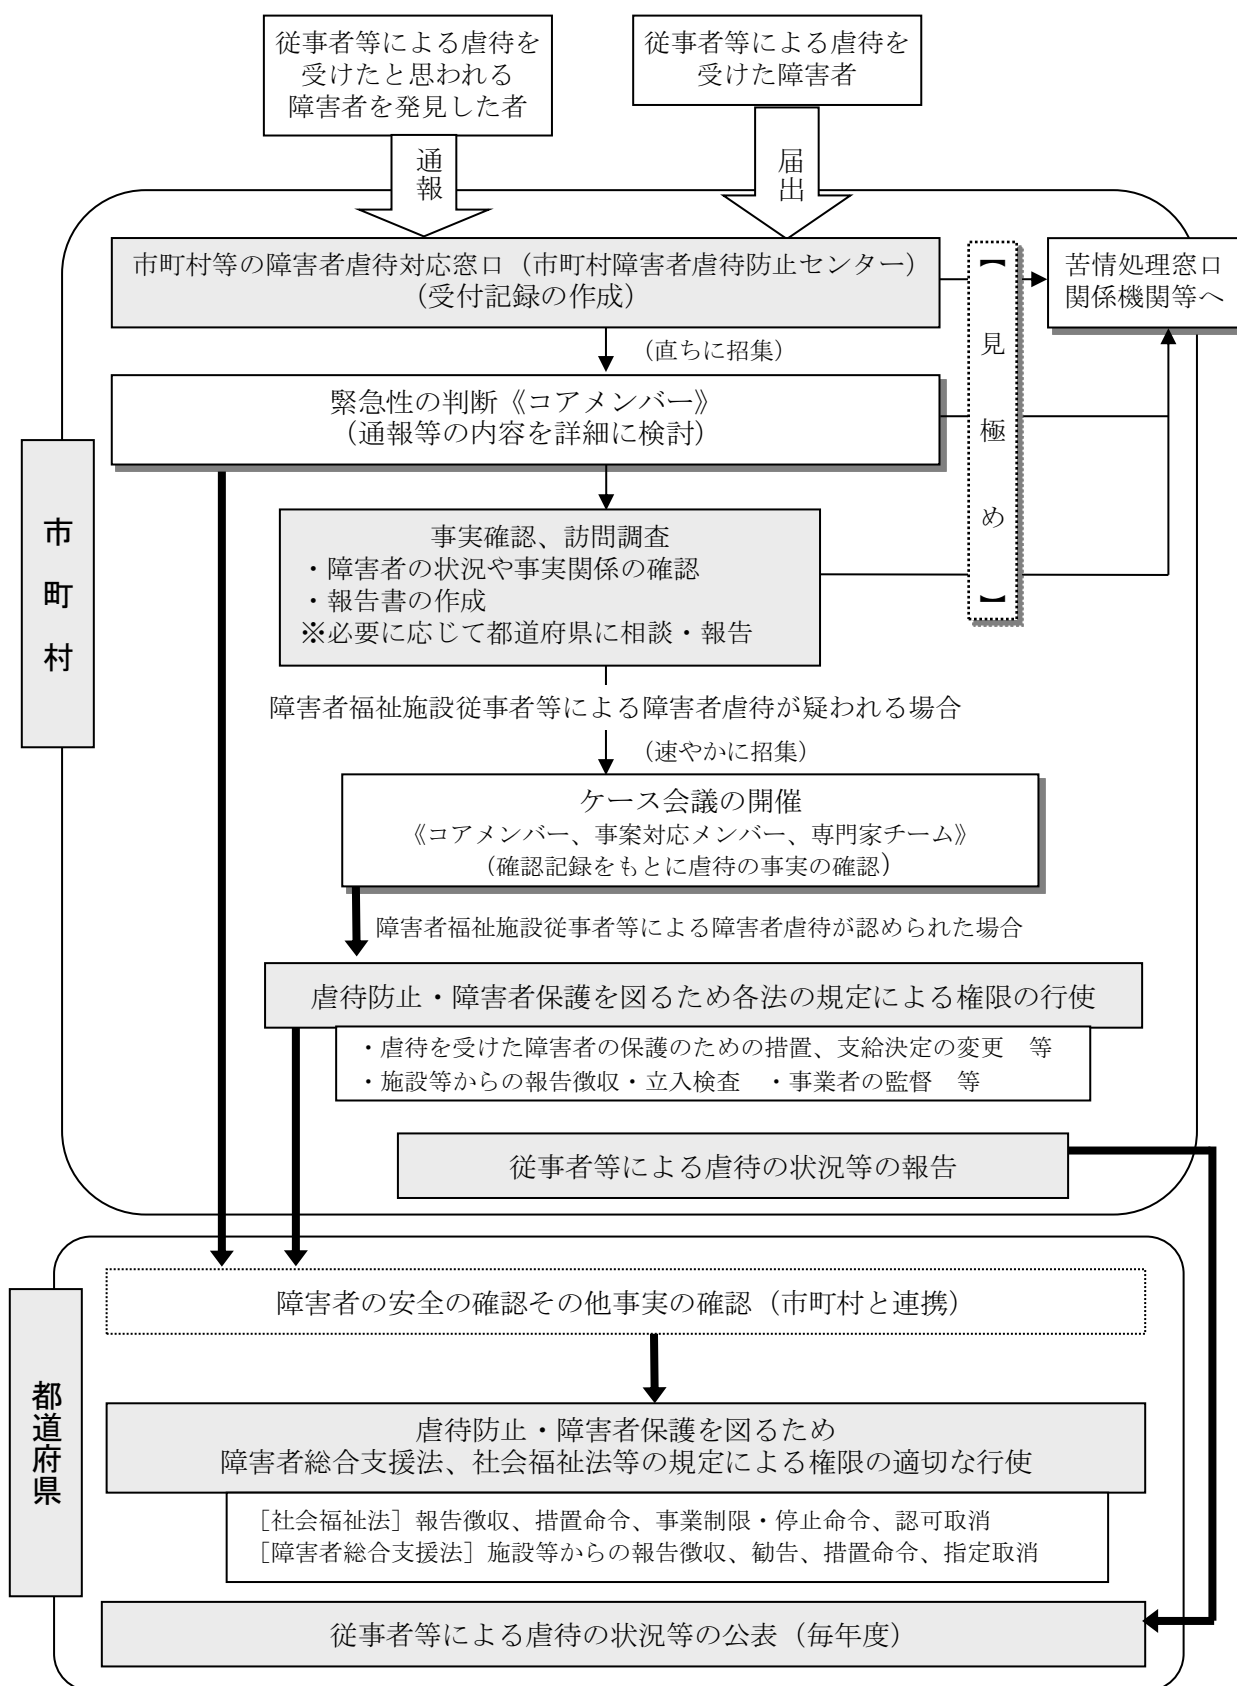 従事者等による虐待を
受けたと思われる
障害者を発見した者
従事者等による虐待を
受けた障害者
通報
届出
市町村等の障害者虐待対応窓口（市町村障害者虐待防止センター）
（受付記録の作成）
苦情処理窓口
関係機関等へ
【見極め】
（直ちに招集）
緊急性の判断《コアメンバー》
（通報等の内容を詳細に検討）
市町村
事実確認、訪問調査
・障害者の状況や事実関係の確認
・報告書の作成
※必要に応じて都道府県に相談・報告
障害者福祉施設従事者等による障害者虐待が疑われる場合
（速やかに招集）
ケース会議の開催
《コアメンバー、事案対応メンバー、専門家チーム》
（確認記録をもとに虐待の事実の確認）
障害者福祉施設従事者等による障害者虐待が認められた場合
虐待防止・障害者保護を図るため各法の規定による権限の行使
・虐待を受けた障害者の保護のための措置、支給決定の変更　等
・施設等からの報告徴収・立入検査　・事業者の監督　等
従事者等による虐待の状況等の報告
都道府県
障害者の安全の確認その他事実の確認（市町村と連携）
虐待防止・障害者保護を図るため
障害者総合支援法、社会福祉法等の規定による権限の適切な行使
［社会福祉法］報告徴収、措置命令、事業制限・停止命令、認可取消
［障害者総合支援法］施設等からの報告徴収、勧告、措置命令、指定取消
従事者等による虐待の状況等の公表（毎年度）